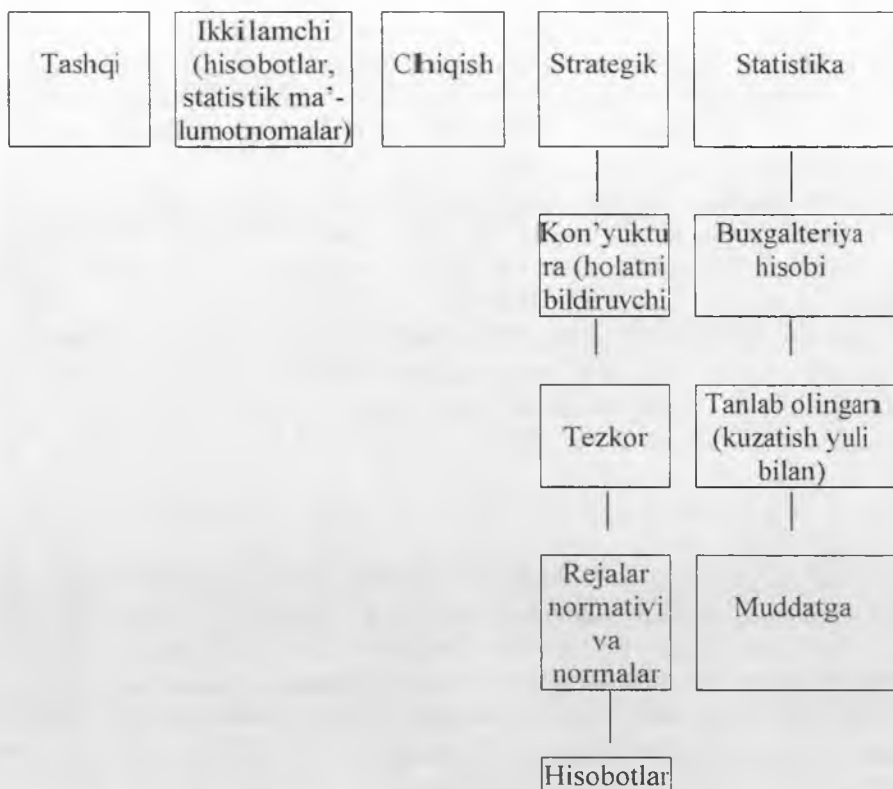 Tashqi
Ikkilamchi
(hisobotlar,
statistik ma’-
lumotnomalar)
Chiqish
Strategik
Statistika
Kon’yuktu
ra (holatni
bildiruvchi
Buxgalteriya
hisobi
Tezkor
Tanlab olingan
(kuzatish yuli
bilan)
Rejalar
normativi
va
normalar
Muddatga
Hisobotlar